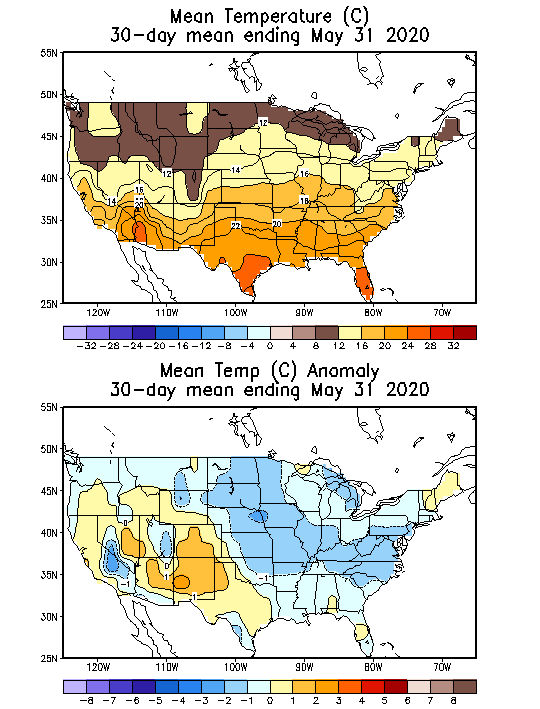 Mean Temperature (C)
30-day mean ending May 31 2020
55N
50N
45N
40N
35N
30N
25N
12
14
12
16
16
14
18
20
22
120W 110W 100W 90W 80W 70W
-32 -28 -24 -20 -16 -12 -8 -4 0 4 8 12 16 20 24 28 32
Mean Temp (C) Anomaly
30-day mean ending May 31 2020
55N
50N
45N
40N
35N
30N
25N
1
-1
-1
1
120W 110W 100W 90W 80W 70W
-8 -7 -6 -5 -4 -3 -2 -1 0 1 2 3 4 5 6 7 8